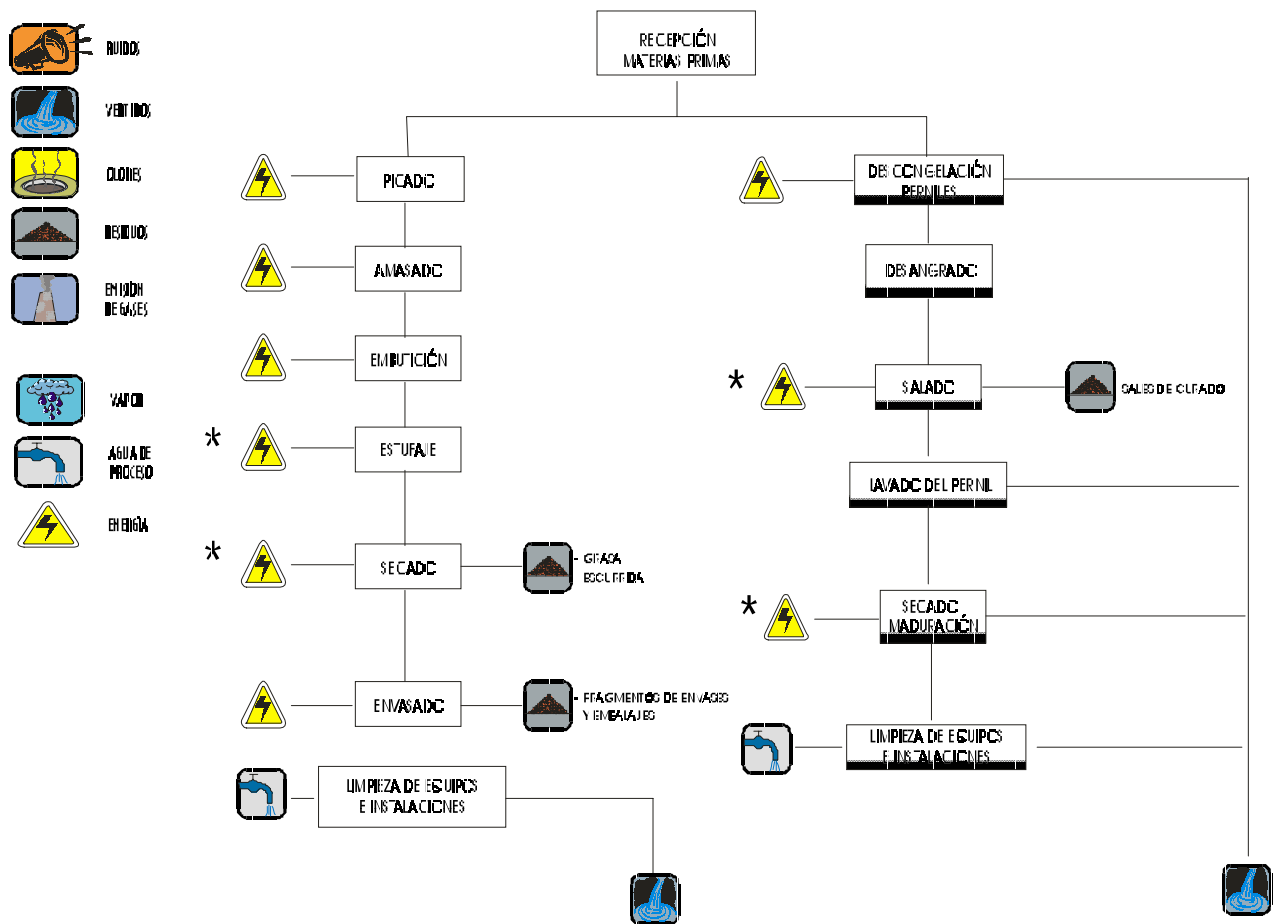 RUIDOS
VERTIDOS
OLORES
RESIDUOS
EMISIÓN
DE GASES
VAPOR
AGUA DE
PROCESO
ENERGÍA
RECEPCIÓN
MATERIAS PRIMAS
PICADO
AMASADO
EMBUTICIÓN
*
ESTUFAJE
*
SECADO
- GRASA
ESCURRIDA
ENVASADO
- FRAGMENTOS DE ENVASES
Y EMBALAJES
LIMPIEZA DE EQUIPOS
E INSTALACIONES
DESCONGELACIÓN
PERNILES
DESANGRADO
*
SALADO
SALES DE CURADO
LAVADO DEL PERNIL
*
SECADO
MADURACIÓN
LIMPIEZA DE EQUIPOS
E INSTALACIONES